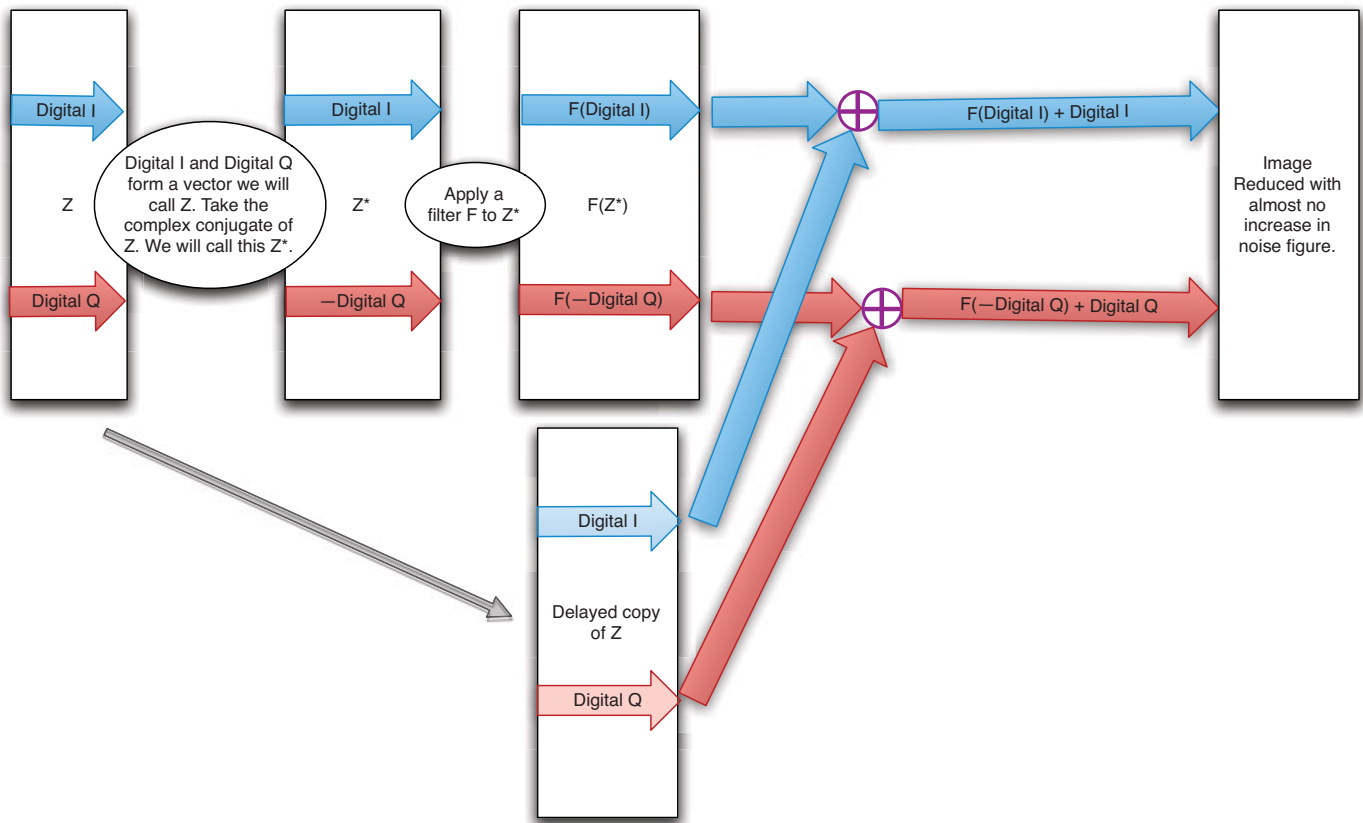 Digital I
Digital I
F(Digital I)
F(Digital I) + Digital I
Digital I and Digital Q
form a vector we will
call Z. Take the
complex conjugate of
Z. We will call this Z*.
Z
Z*
Apply a
filter F to Z*
F(Z*)
Image
Reduced with
almost no
increase in
noise figure.
Digital Q
—Digital Q
F(—Digital Q)
F(—Digital Q) + Digital Q
Digital I
Delayed copy
of Z
Digital Q